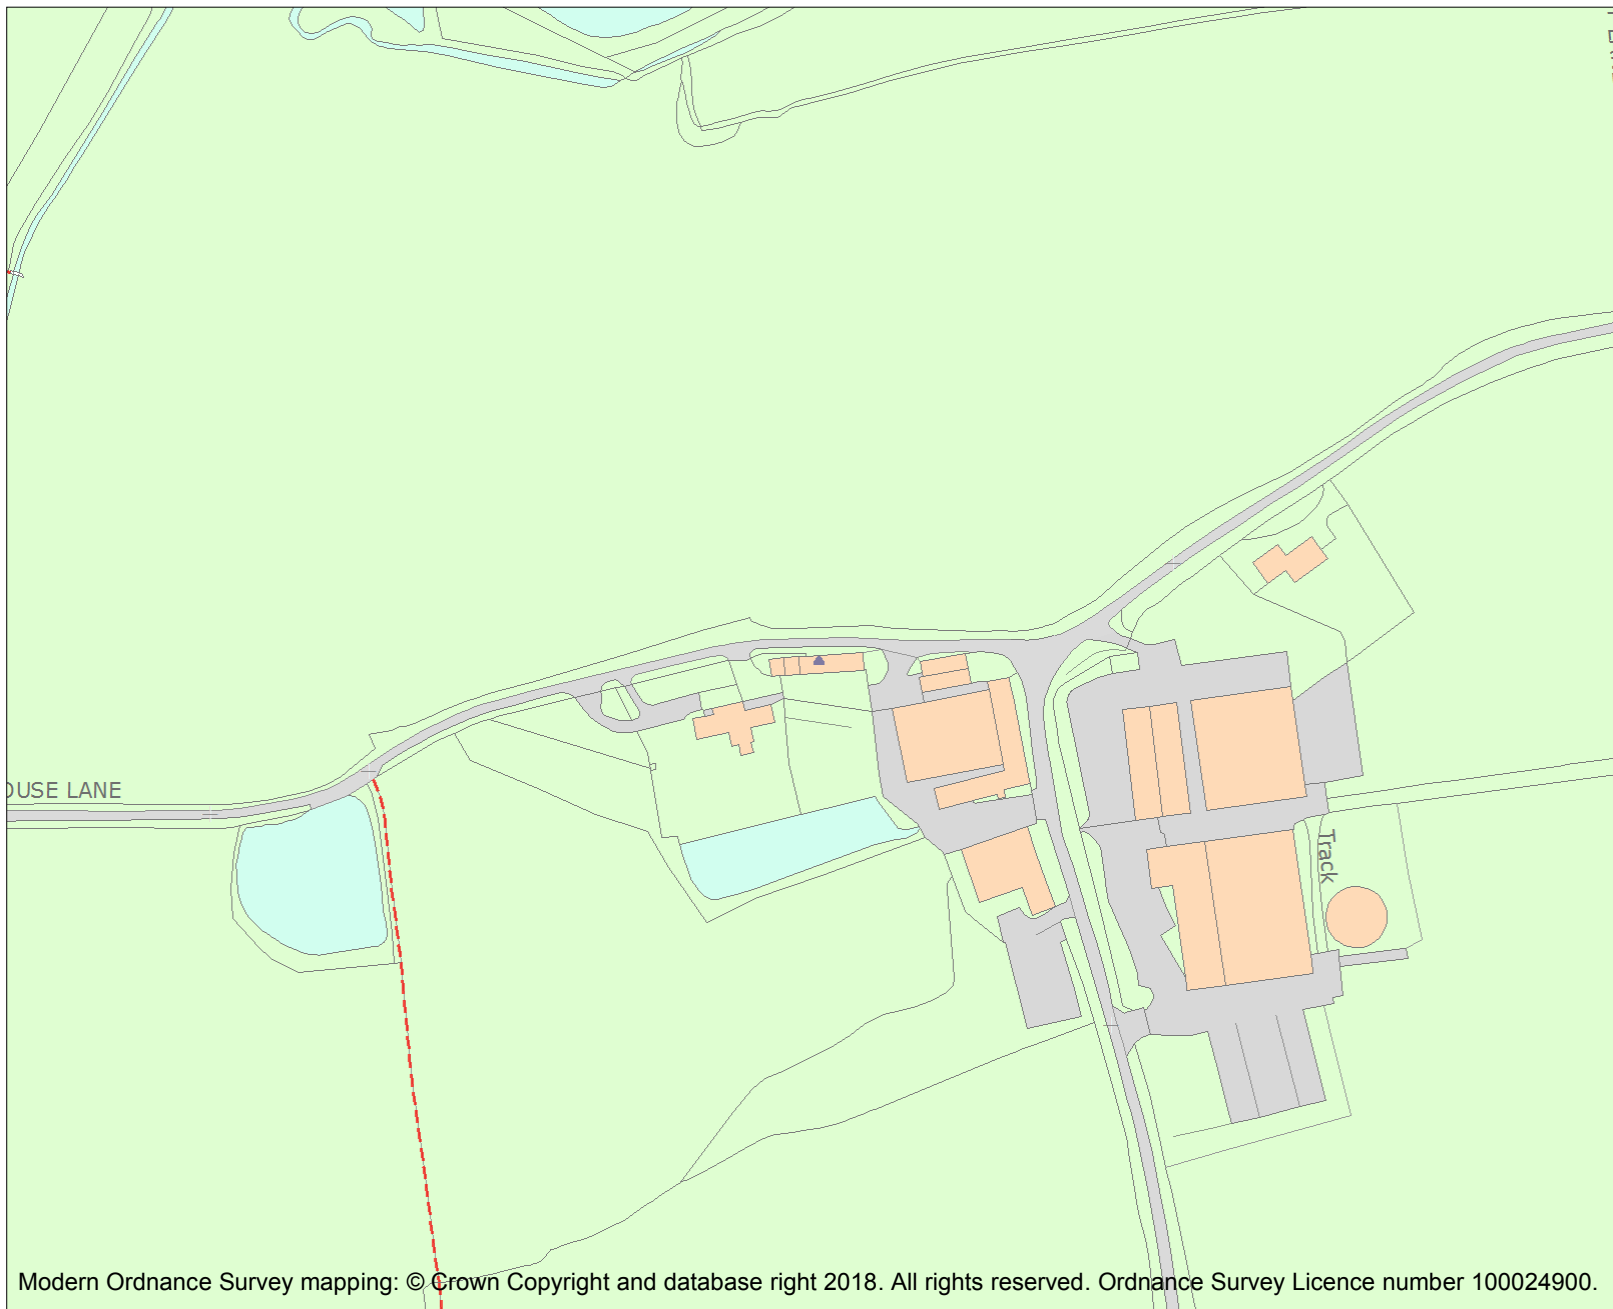 OUSE LANE
Track
Modern Ordnance Survey mapping: © Crown Copyright and database right 2018. All rights reserved. Ordnance Survey Licence number 100024900.